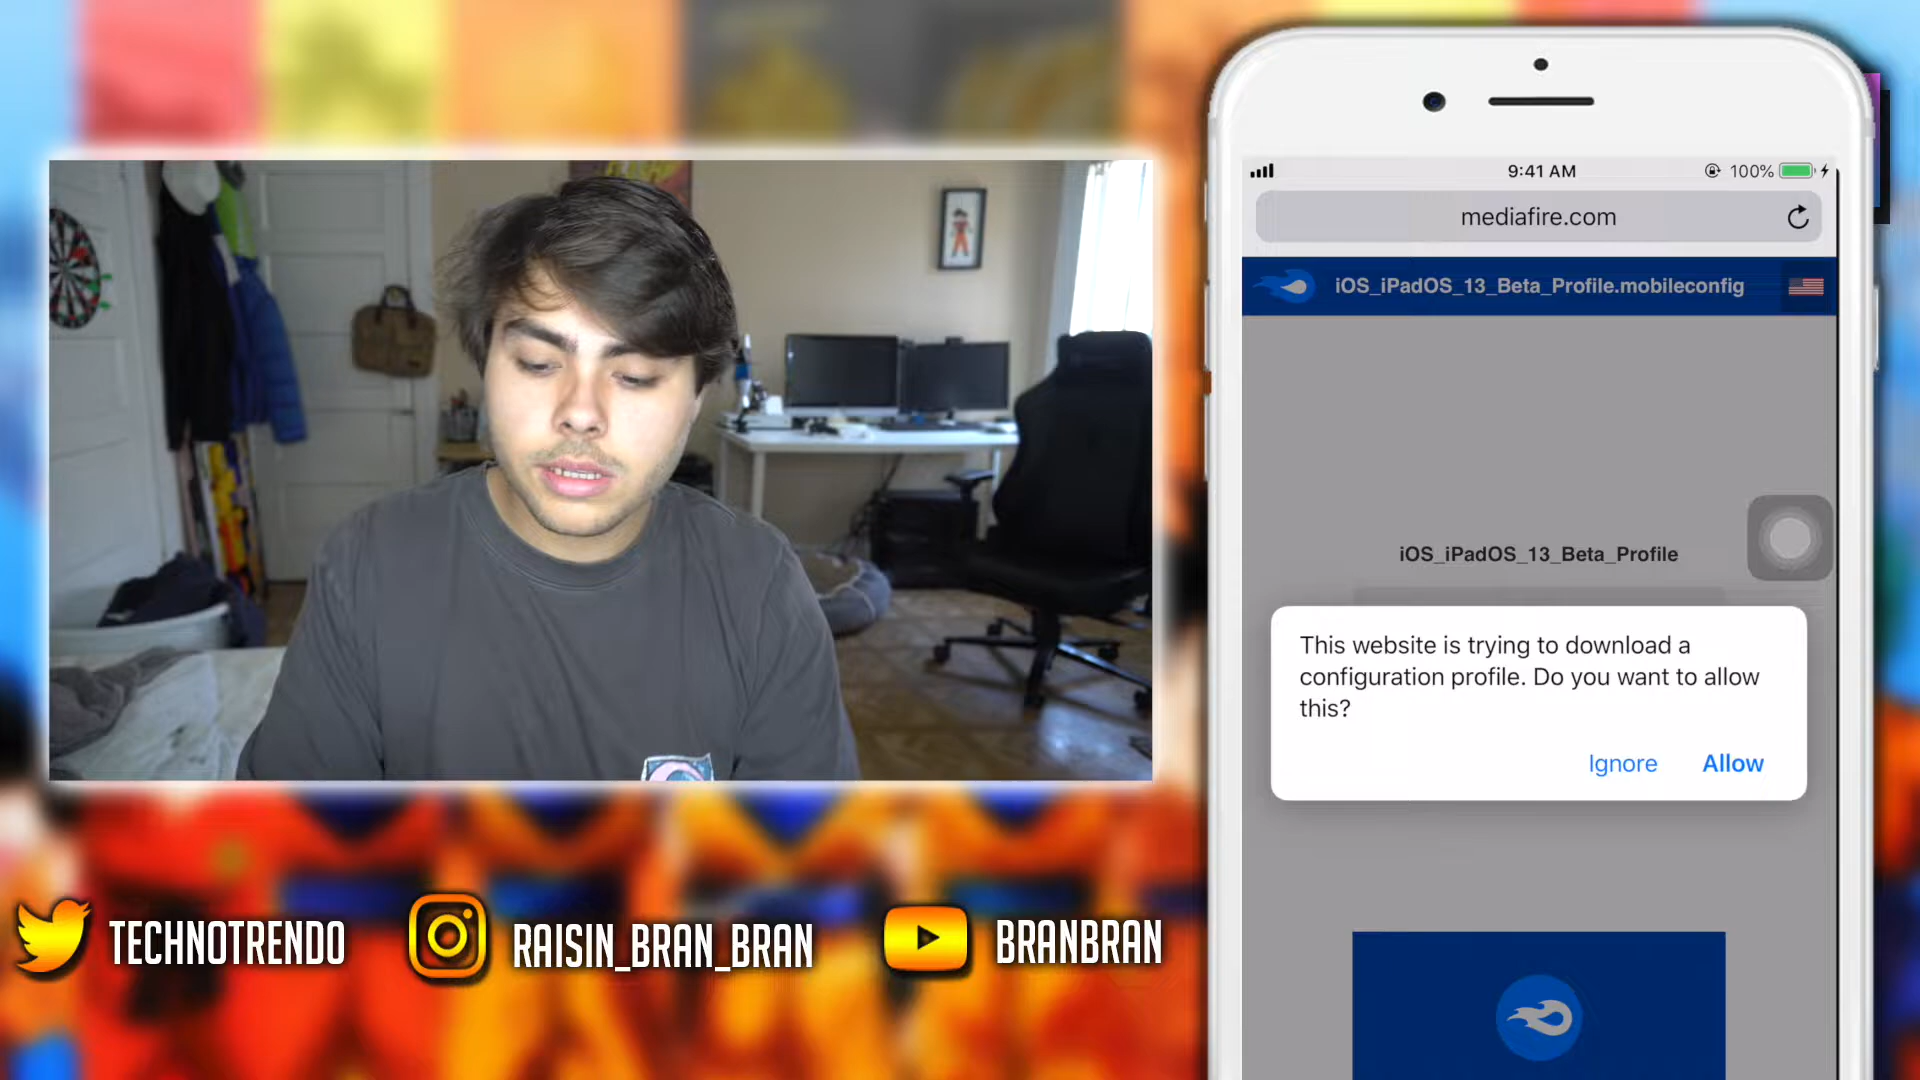 9:41 AM
100%
mediafire.com
iOS_iPadOS_13_Beta_Profile.mobileconfig
iOS_iPadOS_13_Beta_Profile
This website is trying to download a
configuration profile. Do you want to allow
this?
Ignore
Allow
TECHNOTRENDO
RAISIN_BRAN_BRAN
BRANBRAN